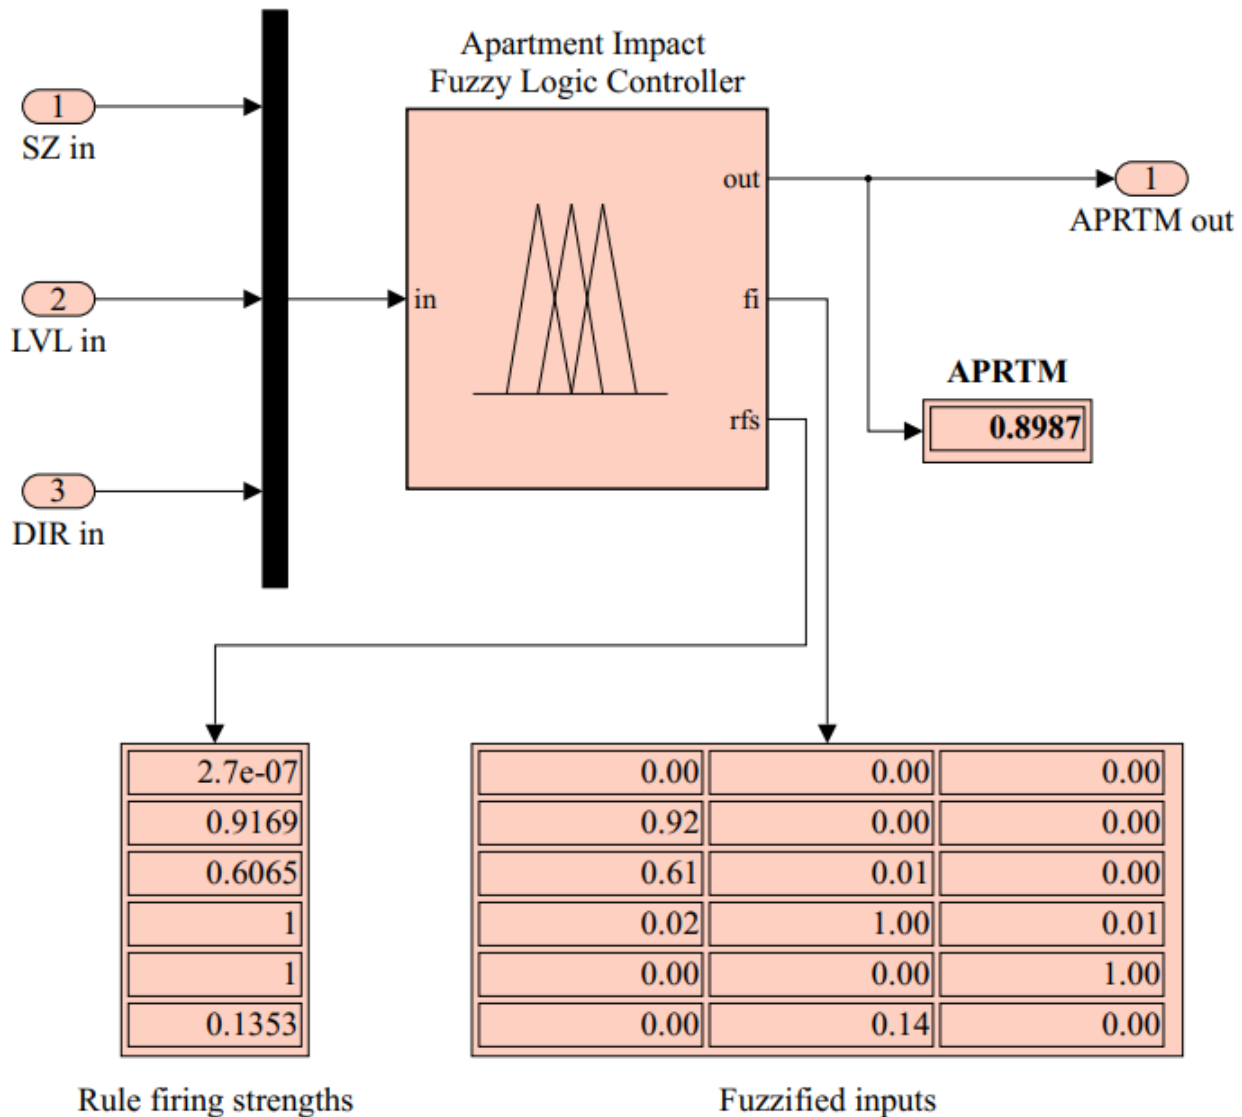 Apartment Impact
Fuzzy Logic Controller
1
SZ in
2
LVL in
3
DIR in
in
out
fi
rfs
1
APRTM out
APRTM
0.8987
2.7e-07
0.9169
0.6065
1
1
0.1353
Rule firing strengths
0.00 0.00 0.00
0.92 0.00 0.00
0.61 0.01 0.00
0.02 1.00 0.01
0.00 0.00 1.00
0.00 0.14 0.00
Fuzzified inputs